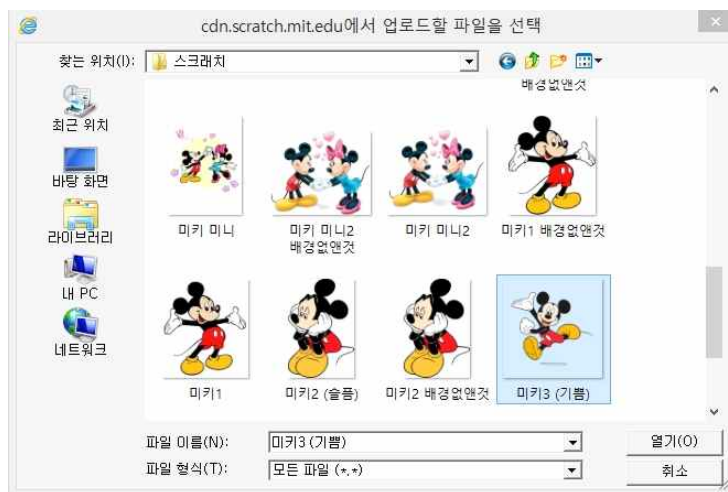 cdn.scratch.mit.edu에서 업로드할 파일을 선택
찾는 위치(I):
스크래치
배경없앤것
최근 위치
바탕 화면
라이브러리
내 PC
네트워크
미키 미니
미키 미니2
배경없앤것
미키 미니2
미키1 배경없앤것
미키1
미키2 (슬픔)
미키2 배경없앤것
미키3 (기쁨)
파일 이름(N):
미키3 (기쁨)
열기(O)
파일 형식(T):
모든 파일 (*.*)
취소